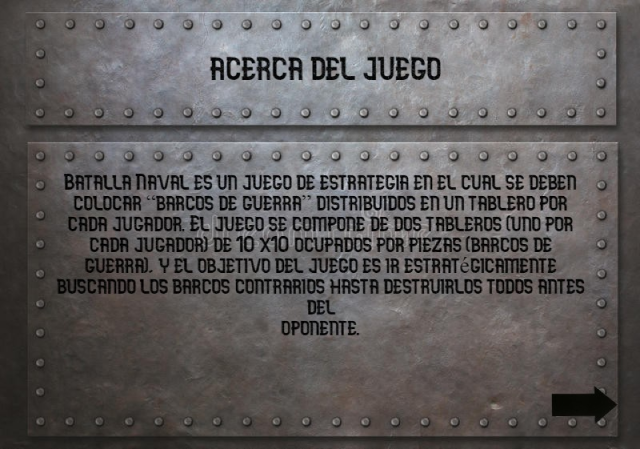 ACERCA DEL JUEGO
BATALLA NAVAL ES UN JUEGO DE ESTRATEGIA EN EL CUAL SE DEBEN
COLOCAR “BARCOS DE GUERRA” DISTRIBUIDOS EN UN TABLERO POR
CADA JUGADOR. EL JUEGO SE COMPONE DE DOS TABLEROS (UNO POR
CADA JUGADOR) DE 10 X10 OCUPADOS POR PIEZAS (BARCOS DE
GUERRA). Y EL OBJETIVO DEL JUEGO ES IR ESTRATéGICAMENTE
BUSCANDO LOS BARCOS CONTRARIOS HASTA DESTRUIRLOS TODOS ANTES
DEL
OPONENTE.